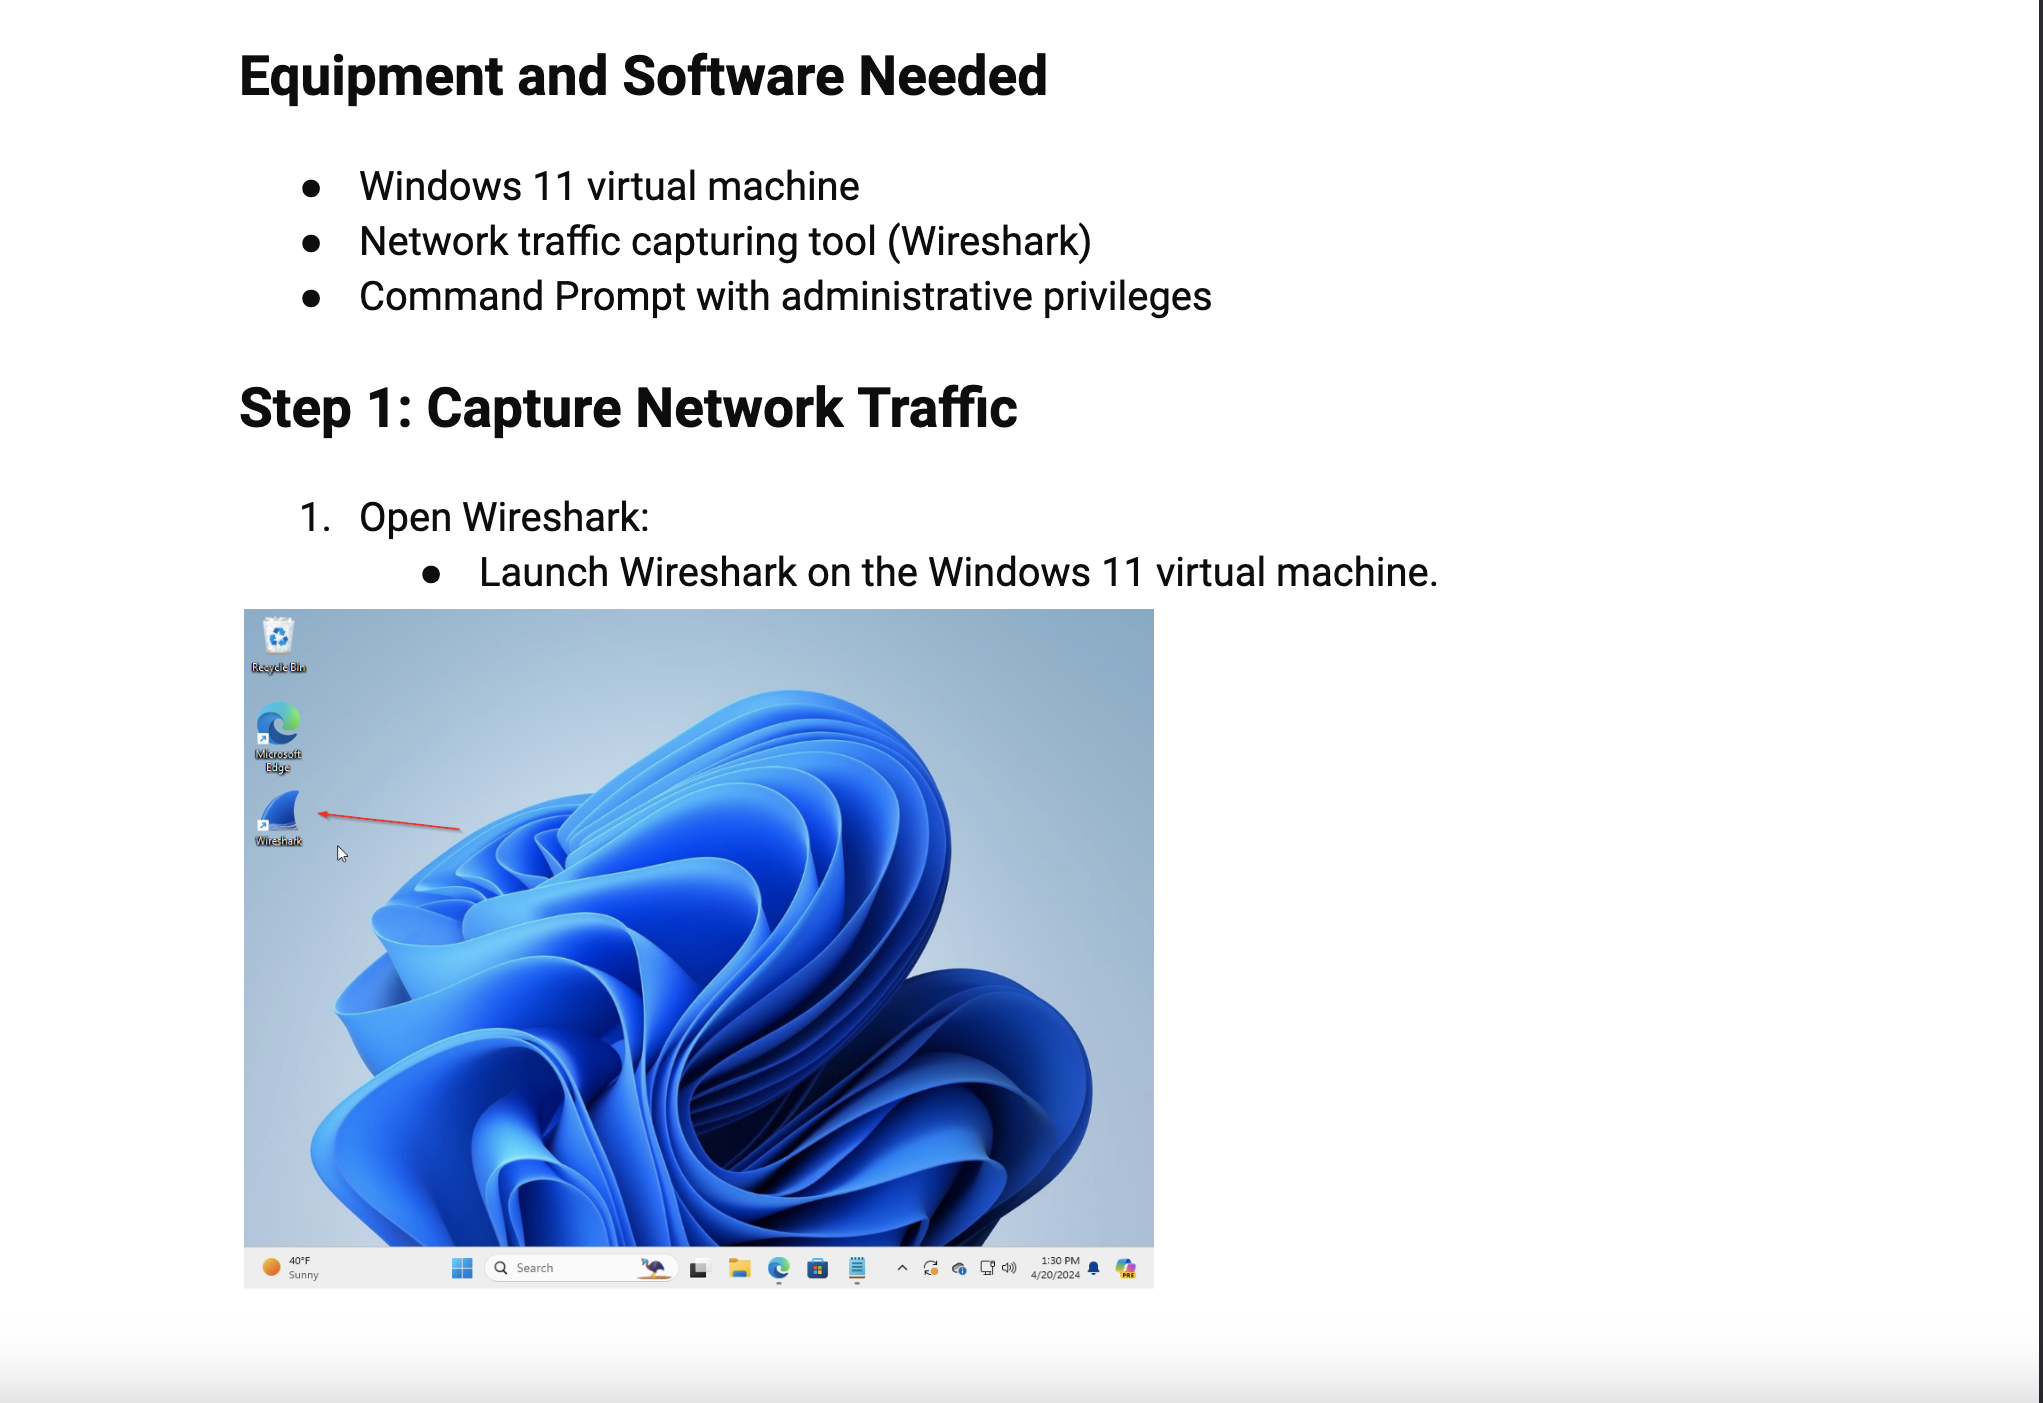 Equipment and Software Needed
● Windows 11 virtual machine
● Network traffic capturing tool (Wireshark)
● Command Prompt with administrative privileges
Step 1: Capture Network Traffic
1. Open Wireshark:
● Launch Wireshark on the Windows 11 virtual machine.
Recycle Bin
Microsoft
Edge
Wireshark
40°F
Sunny
Search
1:30 PM
4/20/2024
PRE